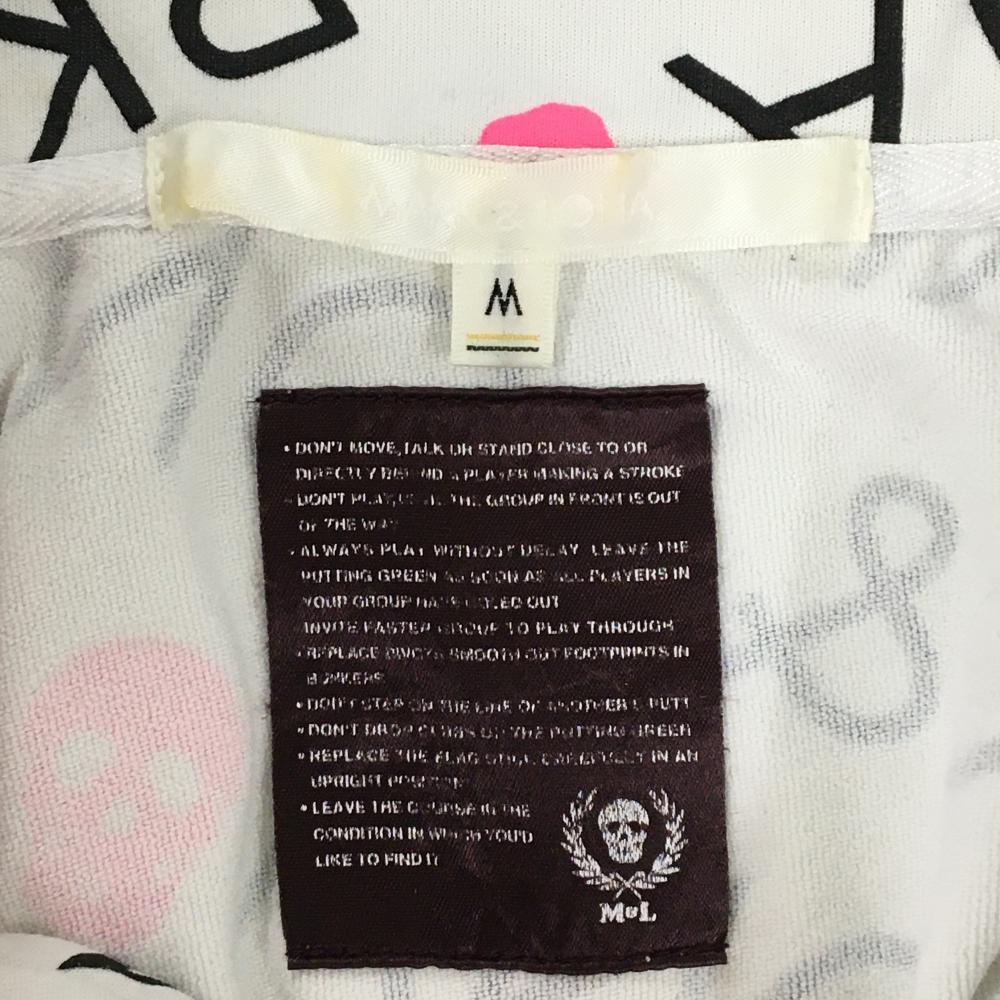 MARK & LONA
M
• DON'T MOVE, TALK OR STAND CLOSE TO OR
DIRECTLY BEHIND A PLAYER MAKING A STROKE
• DON'T PLAY THE GROUP IN FRONT IS OUT
OF THE WAY
• ALWAYS PLAY WITHOUT DELAY. LEAVE THE
PUTTING GREEN AS SOON AS ALL PLAYERS IN
YOUR GROUP HAVE HOLED OUT
INVITE FASTER GROUP TO PLAY THROUGH
• REPLACE DIVOTS SMOOTH OUT FOOTPRINTS IN
BUNKERS
• DON'T STEP ON THE LINE OF ANOTHER'S PUTT
• DON'T DROP CLUBS ON THE PUTTING GREEN
• REPLACE THE FLAG STICK CORRECTLY IN AN
UPRIGHT POSITION
• LEAVE THE COURSE IN THE
CONDITION IN WHICH YOU'D
LIKE TO FIND IT
M&L